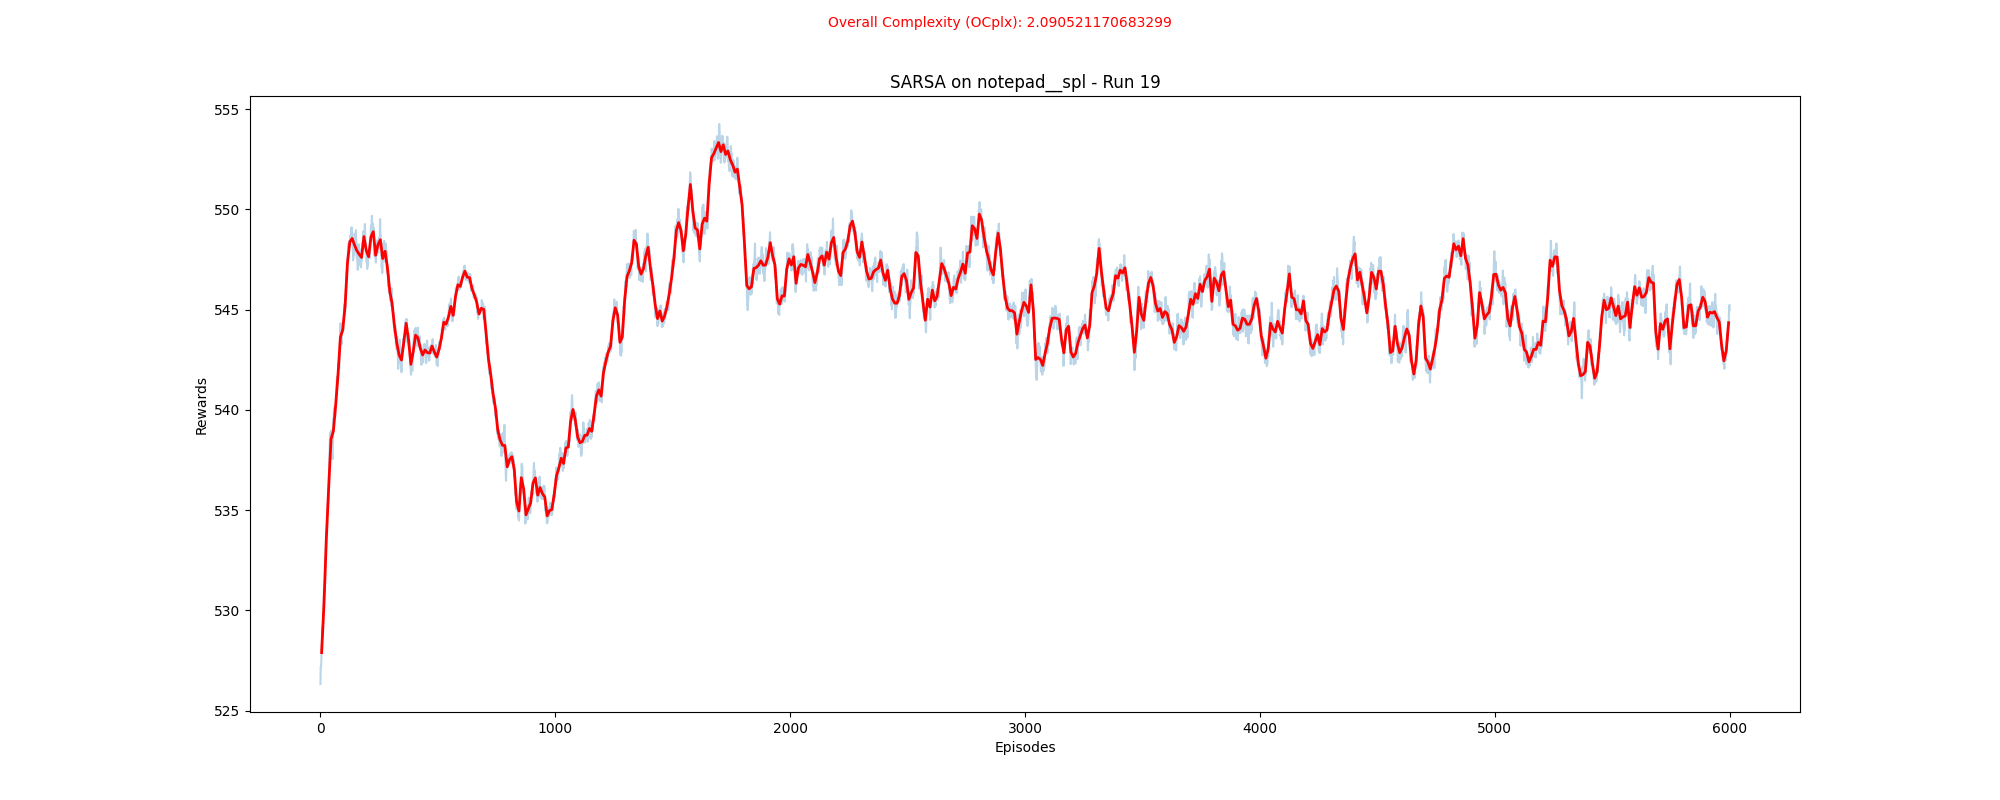 Overall Complexity (OCplx): 2.090521170683299
SARSA on notepad__spl - Run 19
555
550
545
540
535
530
525
Rewards
0 1000 2000 3000 4000 5000 6000
Episodes